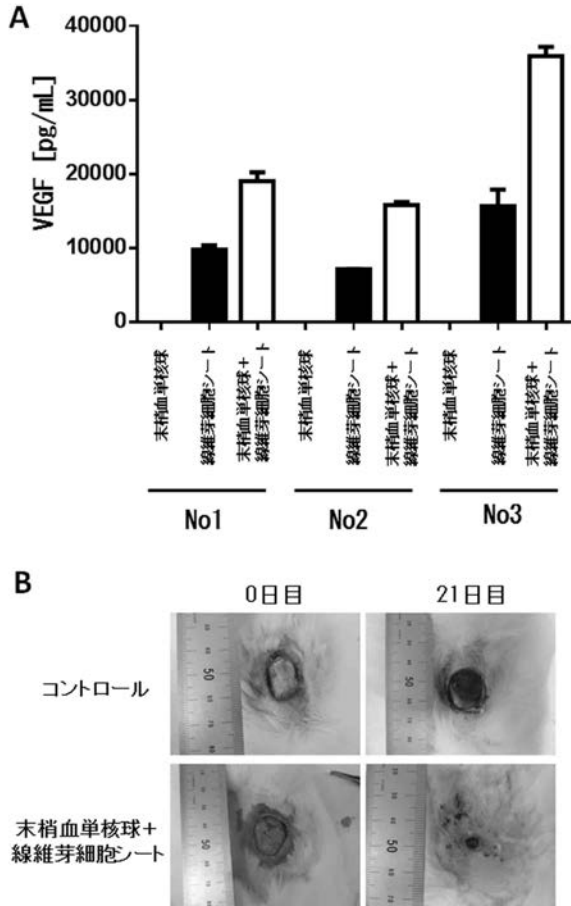 A
VEGF [pg/mL]
40000
30000
20000
10000
0
末梢血単核球
線維芽細胞シート
末梢血単核球+
線維芽細胞シート
末梢血単核球
線維芽細胞シート
末梢血単核球+
線維芽細胞シート
末梢血単核球
線維芽細胞シート
末梢血単核球+
線維芽細胞シート
No1
No2
No3
B
0日目
21日目
コントロール
50
50
末梢血単核球+
線維芽細胞シート
50
50